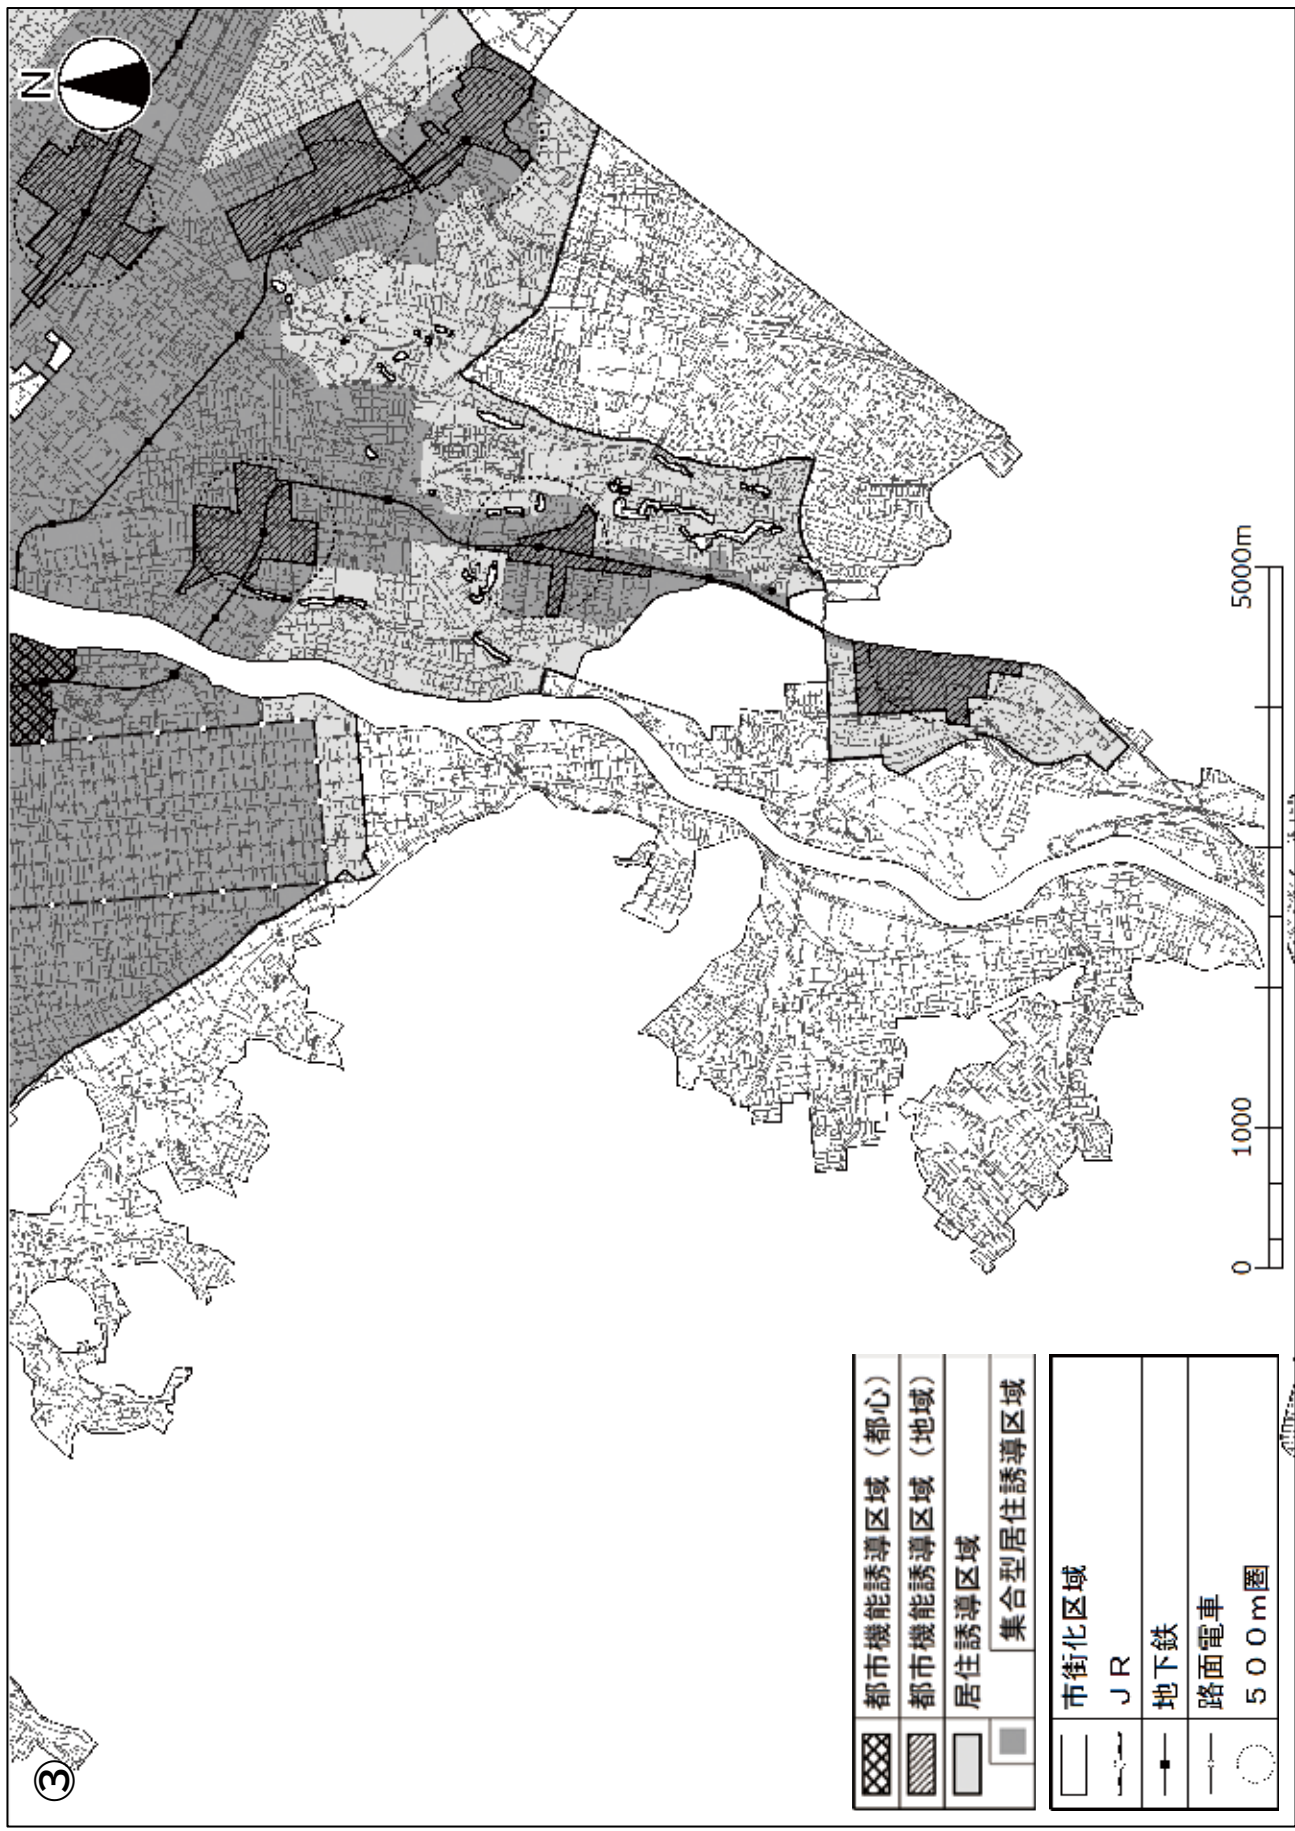 ③
N
都市機能誘導区域（都心）
都市機能誘導区域（地域）
居住誘導区域
集合型居住誘導区域
市街化区域
ＪＲ
地下鉄
路面電車
５００ｍ圏
0 1000 5000m